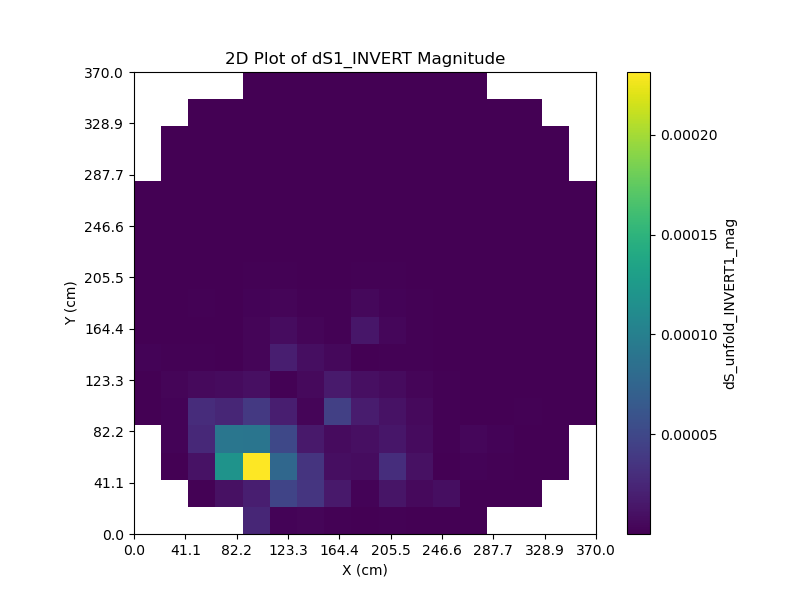 2D Plot of dS1_INVERT Magnitude
370.0
328.9
287.7
246.6
205.5
164.4
123.3
82.2
41.1
0.0
Y (cm)
0.0 41.1 82.2 123.3 164.4 205.5 246.6 287.7 328.9 370.0
X (cm)
0.00020
0.00015
0.00010
0.00005
dS_unfold_INVERT1_mag